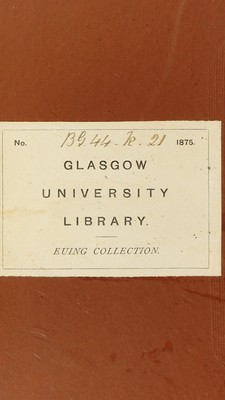 No. BG.44-k.21 1875.
GLASGOW
UNIVERSITY
LIBRARY.
EUING COLLECTION.